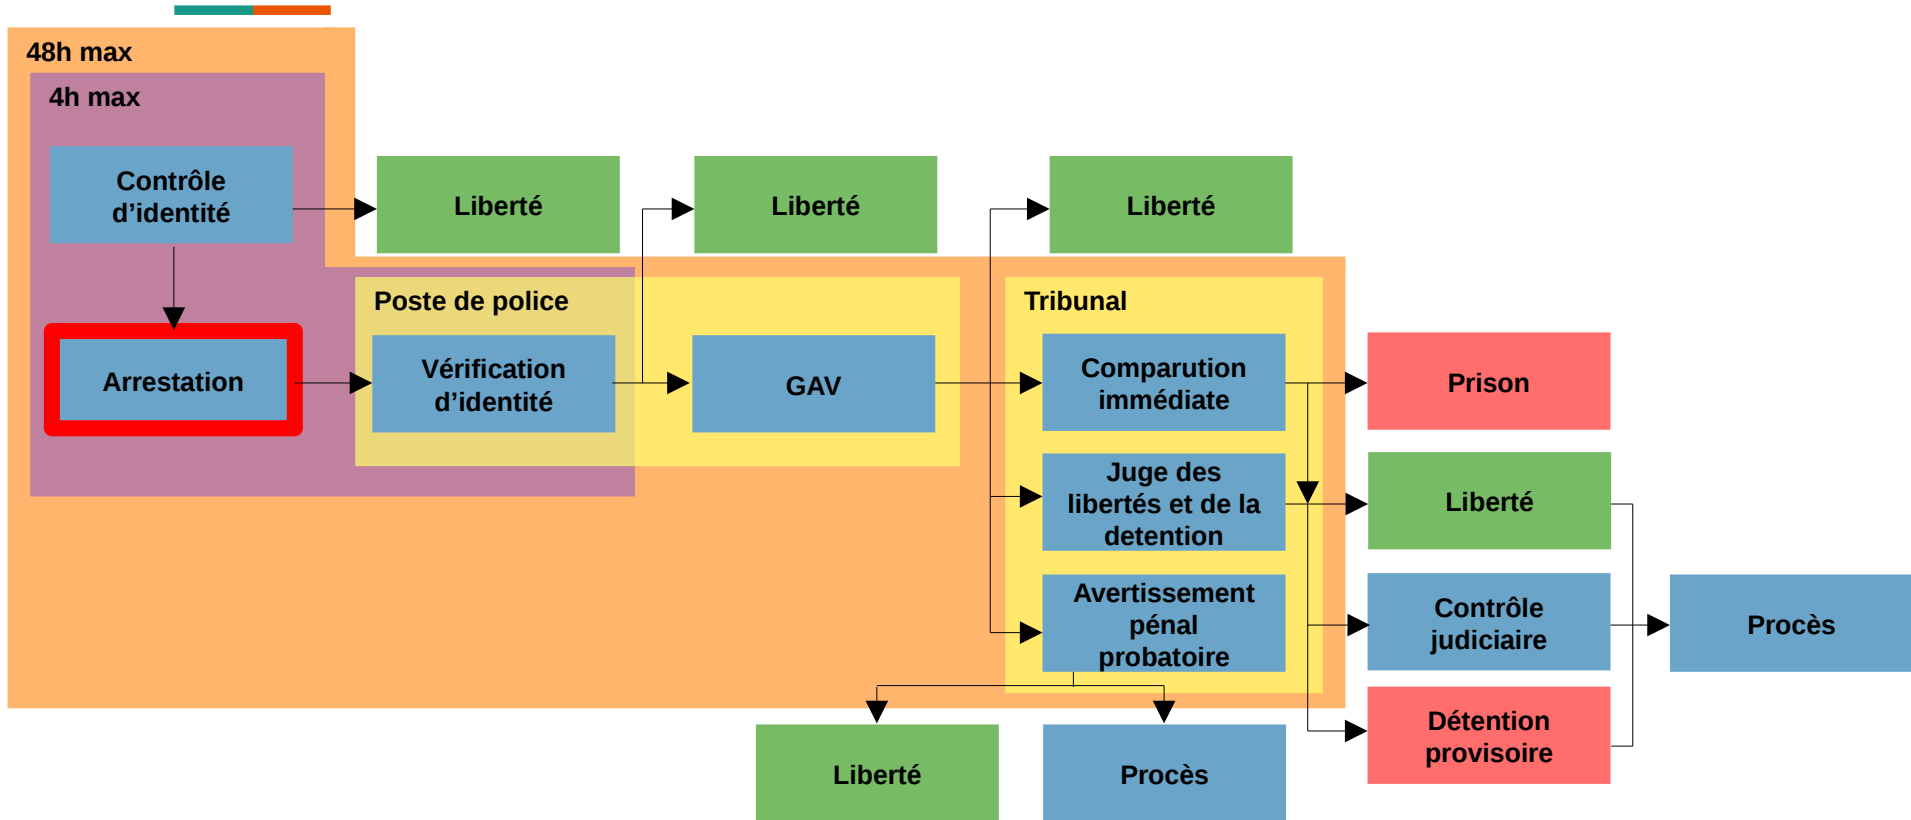 48h max
4h max
Contrôle
d’identité
Liberté
Liberté
Liberté
Poste de police
Tribunal
Arrestation
Vérification
d’identité
GAV
Comparution
immédiate
Prison
Juge des
libertés et de la
detention
Liberté
Avertissement
pénal
probatoire
Contrôle
judiciaire
Procès
Détention
provisoire
Liberté
Procès